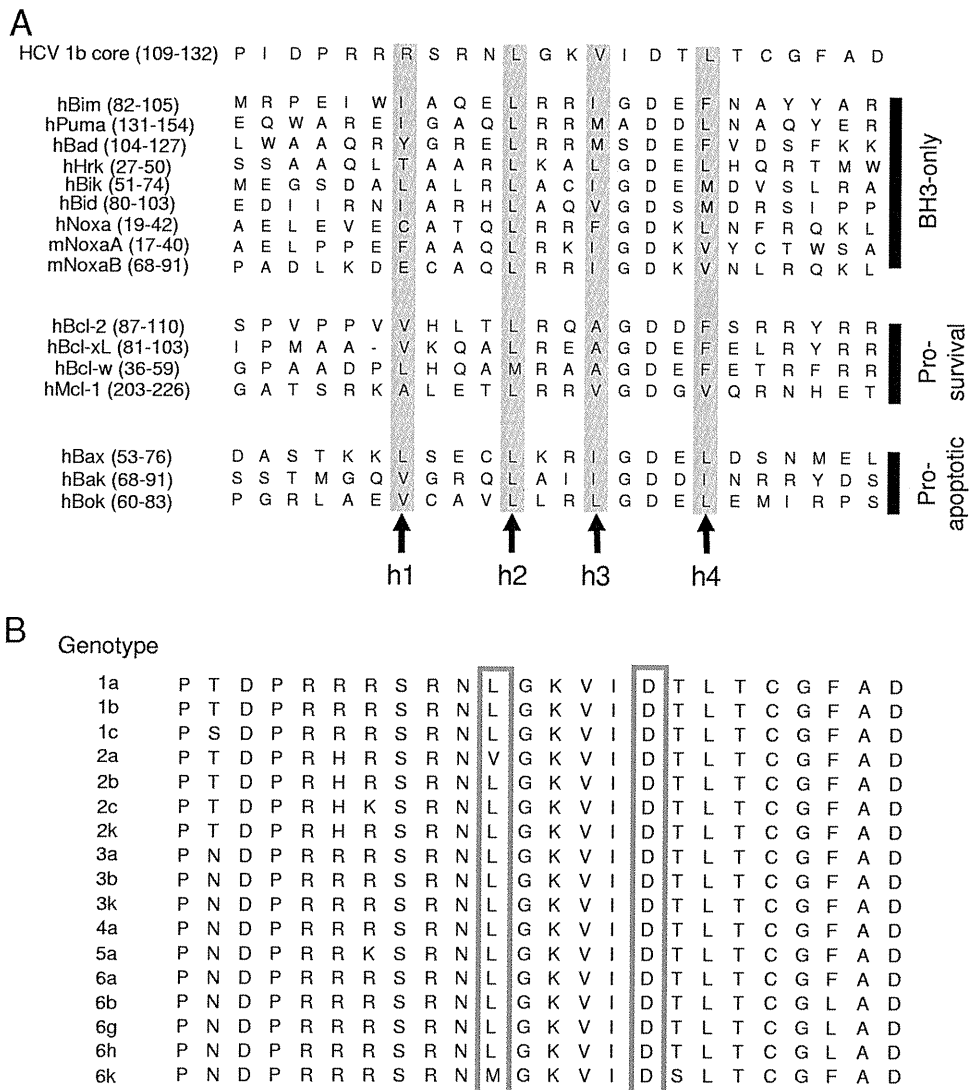 A
HCV 1b core (109-132) P I D P R R R S R N L G K V I D T L T C G F A D
hBim (82-105) M R P E I W I A Q E L R R I G D E F N A Y Y A R
hPuma (131-154) E Q W A R E I G A Q L R R M A D D L N A Q Y E R
hBad (104-127) L W A A Q R Y G R E L R R M S D E F V D S F K K
hHrk (27-50) S S A A Q L T A A R L K A L G D E L H Q R T M W
hBik (51-74) M E G S D A L A L R L A C I G D E M D V S L R A
hBid (80-103) E D I I R N I A R H L A Q V G D S M D R S I P P
hNoxa (19-42) A E L E V E C A T Q L R R F G D K L N F R Q K L
mNoxaA (17-40) A E L P P E F A A Q L R K I G D K V Y C T W S A
mNoxaB (68-91) P A D L K D E C A Q L R R I G D K V N L R Q K L
BH3-only
hBcl-2 (87-110) S P V P P V V H L T L R Q A G D D F S R R Y R R
hBcl-xL (81-103) I P M A A - V K Q A L R E A G D E F E L R Y R R
hBcl-w (36-59) G P A A D P L H Q A M R A A G D E F E T R F R R
hMcl-1 (203-226) G A T S R K A L E T L R R V G D G V Q R N H E T
Pro-
survival
hBax (53-76) D A S T K K L S E C L K R I G D E L D S N M E L
hBak (68-91) S S T M G Q V G R Q L A I I G D D I N R R Y D S
hBok (60-83) P G R L A E V C A V L L R L G D E L E M I R P S
Pro-
apoptotic
h1 h2 h3 h4
B
Genotype
1a P T D P R R R S R N L G K V I D T L T C G F A D
1b P T D P R R R S R N L G K V I D T L T C G F A D
1c P S D P R R R S R N L G K V I D T L T C G F A D
2a P T D P R H R S R N V G K V I D T L T C G F A D
2b P T D P R H R S R N L G K V I D T L T C G F A D
2c P T D P R H K S R N L G K V I D T L T C G F A D
2k P T D P R H R S R N L G K V I D T L T C G F A D
3a P N D P R R R S R N L G K V I D T L T C G F A D
3b P N D P R R R S R N L G K V I D T L T C G F A D
3k P N D P R R R S R N L G K V I D T L T C G F A D
4a P N D P R R R S R N L G K V I D T L T C G F A D
5a P N D P R R K S R N L G K V I D T L T C G F A D
6a P N D P R R R S R N L G K V I D T L T C G F A D
6b P N D P R R R S R N L G K V I D T L T C G L A D
6g P N D P R R R S R N L G K V I D T L T C G L A D
6h P N D P R R R S R N L G K V I D T L T C G L A D
6k P N D P R R R S R N M G K V I D S L T C G F A D